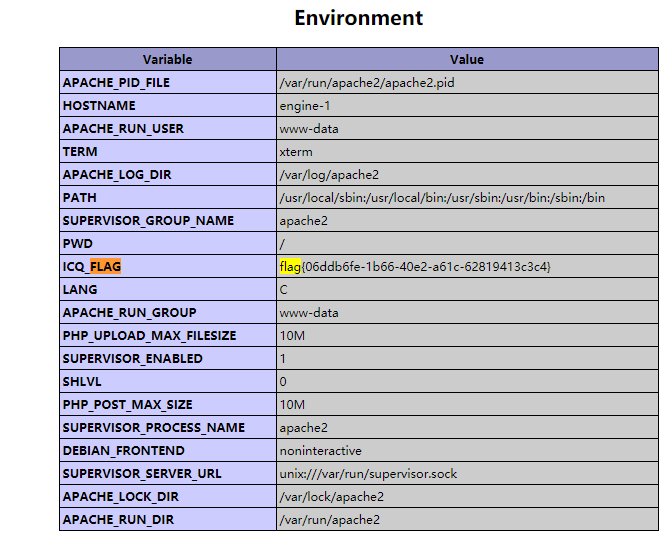 Environment
Variable Value
APACHE_PID_FILE /var/run/apache2/apache2.pid
HOSTNAME engine-1
APACHE_RUN_USER www-data
TERM xterm
APACHE_LOG_DIR /var/log/apache2
PATH /usr/local/sbin:/usr/local/bin:/usr/sbin:/usr/bin:/sbin:/bin
SUPERVISOR_GROUP_NAME apache2
PWD /
ICQ_FLAG flag{06ddb6fe-1b66-40e2-a61c-62819413c3c4}
LANG C
APACHE_RUN_GROUP www-data
PHP_UPLOAD_MAX_FILESIZE 10M
SUPERVISOR_ENABLED 1
SHLVL 0
PHP_POST_MAX_SIZE 10M
SUPERVISOR_PROCESS_NAME apache2
DEBIAN_FRONTEND noninteractive
SUPERVISOR_SERVER_URL unix:///var/run/supervisor.sock
APACHE_LOCK_DIR /var/lock/apache2
APACHE_RUN_DIR /var/run/apache2